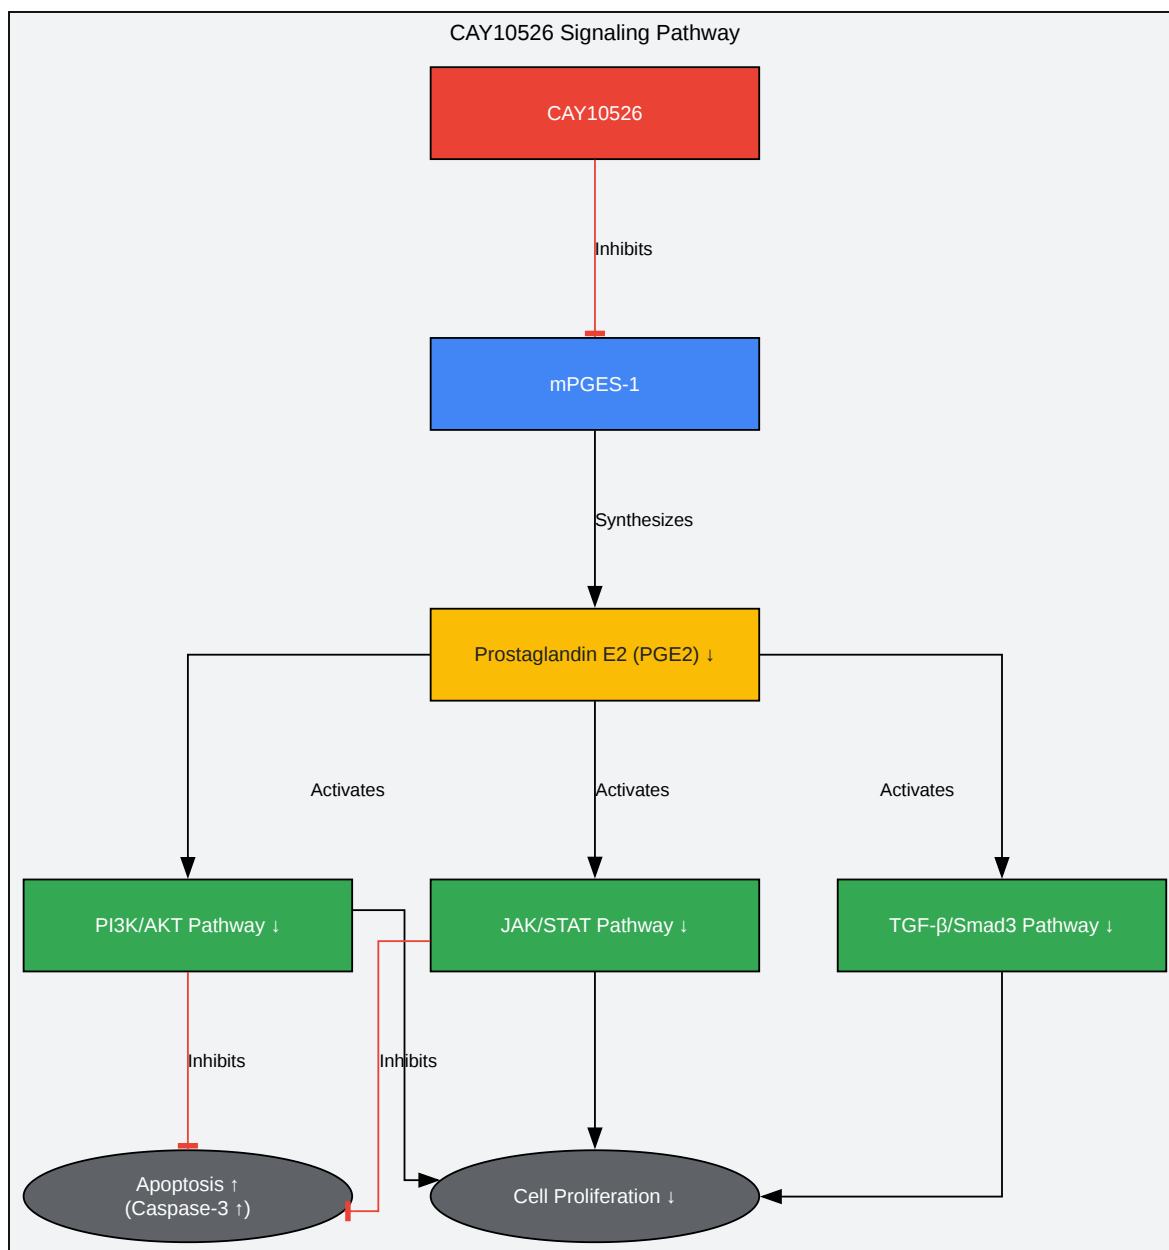 CAY10526 Signaling Pathway
CAY10526
Inhibits
mPGES-1
Synthesizes
Prostaglandin E2 (PGE2) ↓
Activates
Activates
Activates
PI3K/AKT Pathway ↓
JAK/STAT Pathway ↓
TGF-β/Smad3 Pathway ↓
Inhibits
Inhibits
Apoptosis ↑
(Caspase-3 ↑)
Cell Proliferation ↓